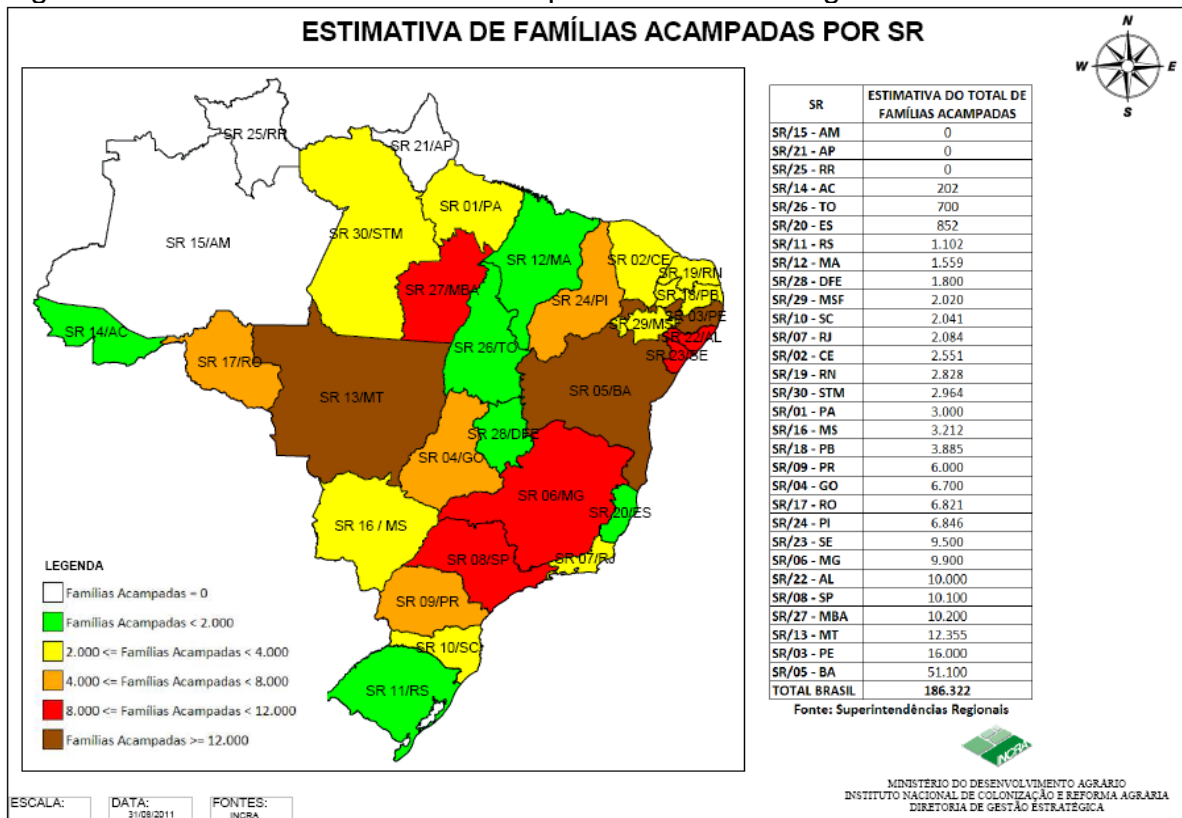 ESTIMATIVA DE FAMÍLIAS ACAMPADAS POR SR
N
W E
S
SR 25/RR
SR 21/AP
SR 01/PA
SR 15/AM
SR 30/STM
SR 12/MA
SR 02/CE
SR 19/RN
SR 18/PB
SR 27/MBA
SR 24/PI
SR 03/PE
SR 29/MSF
SR 14/AC
SR 22/AL
SR 26/TO
SR 23/SE
SR 17/RO
SR 13/MT
SR 05/BA
SR 28/DFE
SR 04/GO
SR 06/MG
SR 20/ES
SR 16 / MS
SR 08/SP
SR 07/RJ
SR 09/PR
SR 10/SC
SR 11/RS
LEGENDA
Famílias Acampadas = 0
Famílias Acampadas < 2.000
2.000 <= Famílias Acampadas < 4.000
4.000 <= Famílias Acampadas < 8.000
8.000 <= Famílias Acampadas < 12.000
Famílias Acampadas >= 12.000
SR ESTIMATIVA DO TOTAL DE
FAMÍLIAS ACAMPADAS
SR/15 - AM 0
SR/21 - AP 0
SR/25 - RR 0
SR/14 - AC 202
SR/26 - TO 700
SR/20 - ES 852
SR/11 - RS 1.102
SR/12 - MA 1.559
SR/28 - DFE 1.800
SR/29 - MSF 2.020
SR/10 - SC 2.041
SR/07 - RJ 2.084
SR/02 - CE 2.551
SR/19 - RN 2.828
SR/30 - STM 2.964
SR/01 - PA 3.000
SR/16 - MS 3.212
SR/18 - PB 3.885
SR/09 - PR 6.000
SR/04 - GO 6.700
SR/17 - RO 6.821
SR/24 - PI 6.846
SR/23 - SE 9.500
SR/06 - MG 9.900
SR/22 - AL 10.000
SR/08 - SP 10.100
SR/27 - MBA 10.200
SR/13 - MT 12.355
SR/03 - PE 16.000
SR/05 - BA 51.100
TOTAL BRASIL 186.322
Fonte: Superintendências Regionais
INCRA
MINISTÉRIO DO DESENVOLVIMENTO AGRÁRIO
INSTITUTO NACIONAL DE COLONIZAÇÃO E REFORMA AGRÁRIA
DIRETORIA DE GESTÃO ESTRATÉGICA
ESCALA: DATA: FONTES:
31/08/2011 INCRA